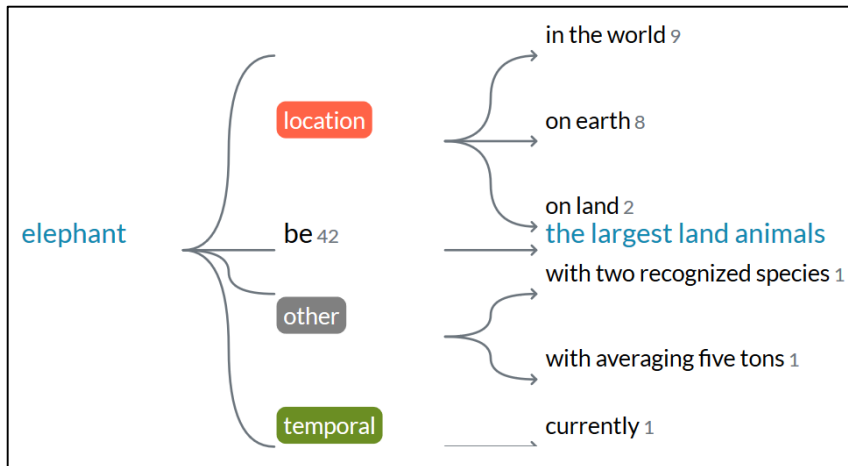 in the world 9
location
on earth 8
on land 2
elephant
be 42
the largest land animals
with two recognized species 1
other
with averaging five tons 1
temporal
currently 1